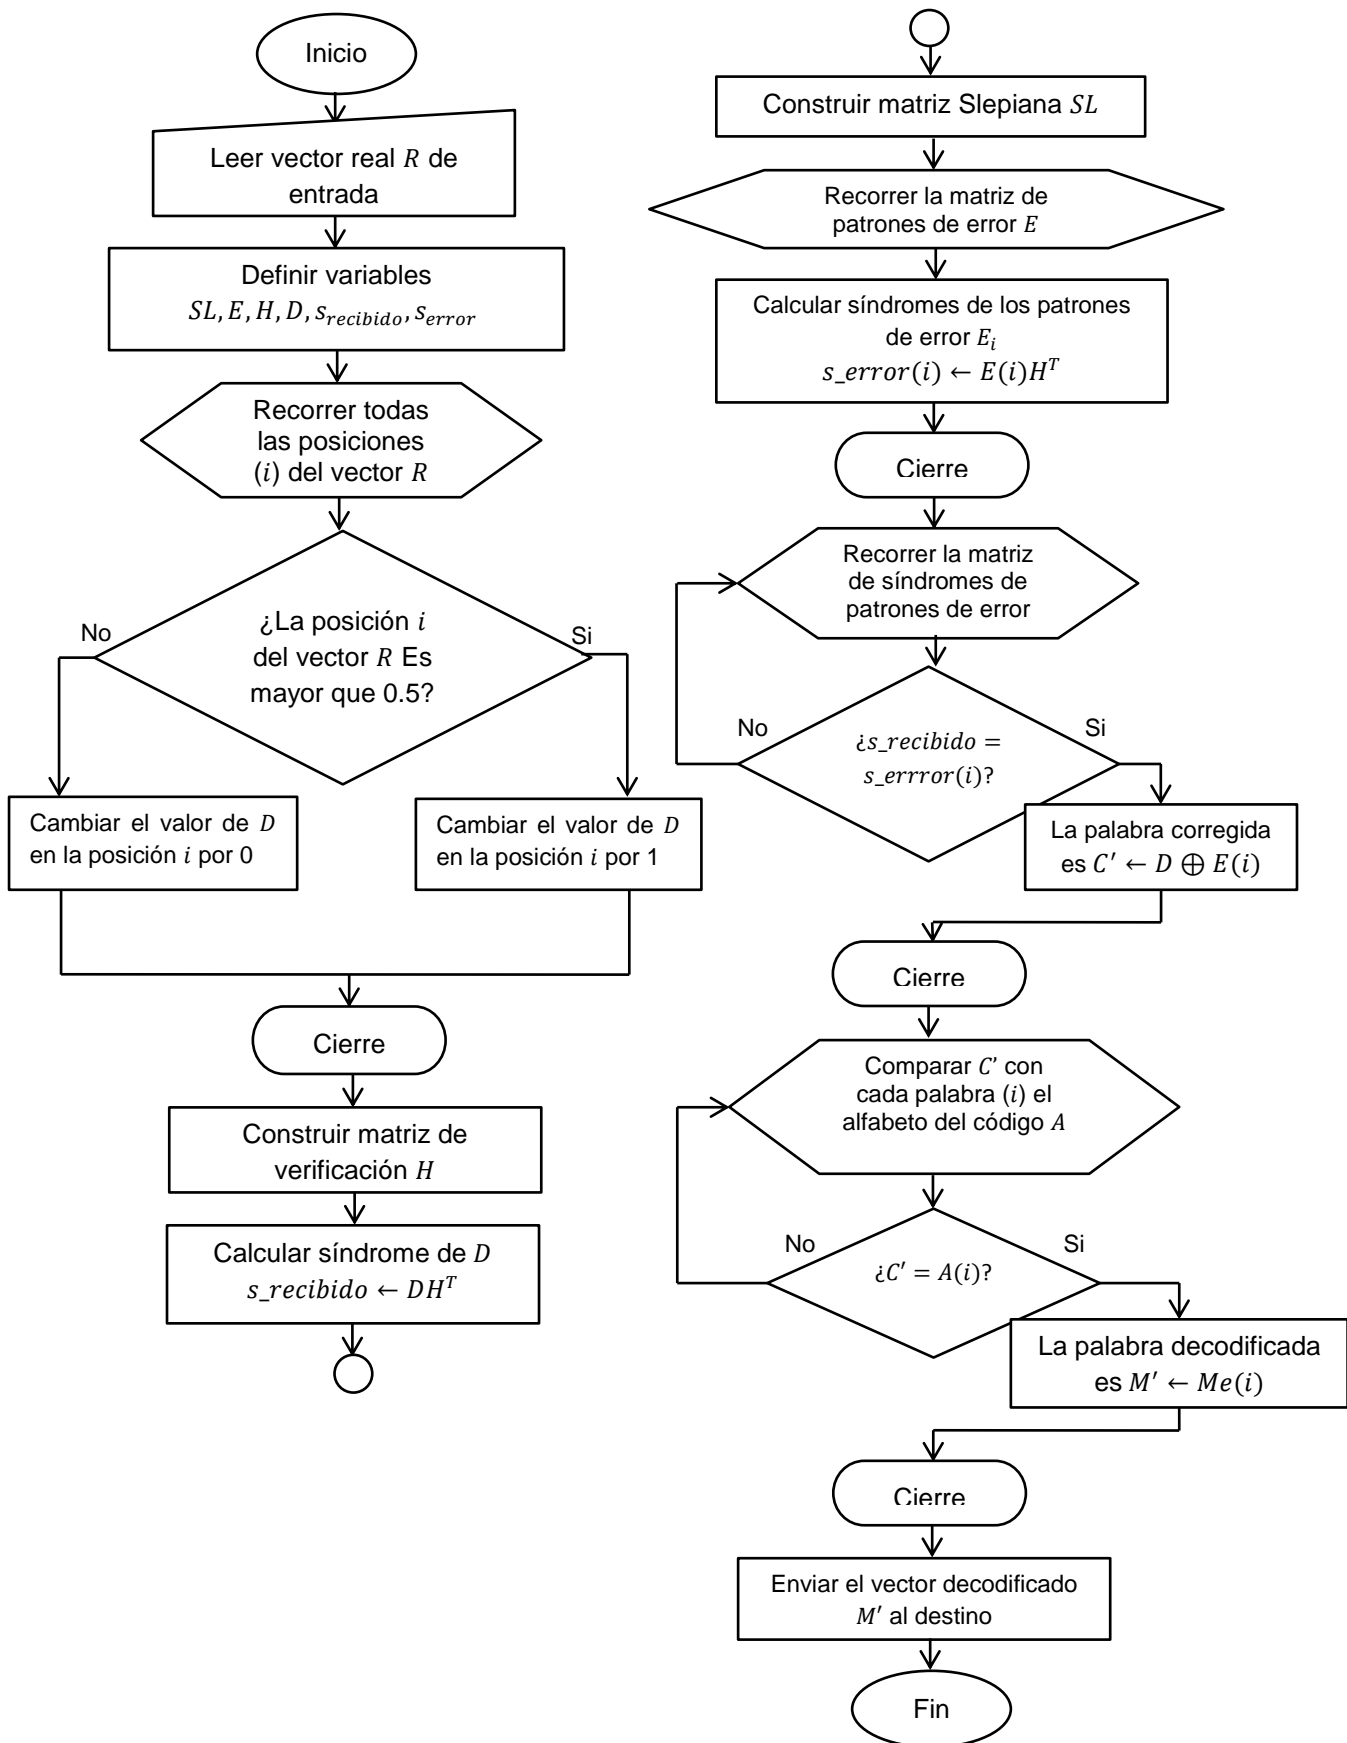 Inicio
Leer vector real R de
entrada
Definir variables
SL, E, H, D, s_recibido, s_error
Recorrer todas
las posiciones
(i) del vector R
¿La posición i
del vector R Es
mayor que 0.5?
No
Si
Cambiar el valor de D
en la posición i por 0
Cambiar el valor de D
en la posición i por 1
Cierre
Construir matriz de
verificación H
Calcular síndrome de D
s_recibido ← DH^T
Construir matriz Slepiana SL
Recorrer la matriz de
patrones de error E
Calcular síndromes de los patrones
de error E_i
s_error(i) ← E(i)H^T
Cierre
Recorrer la matriz
de síndromes de
patrones de error
No
Si
¿s_recibido =
s_errror(i)?
La palabra corregida
es C′ ← D ⊕ E(i)
Cierre
Comparar C' con
cada palabra (i) el
alfabeto del código A
No
Si
¿C′ = A(i)?
La palabra decodificada
es M′ ← Me(i)
Cierre
Enviar el vector decodificado
M′ al destino
Fin